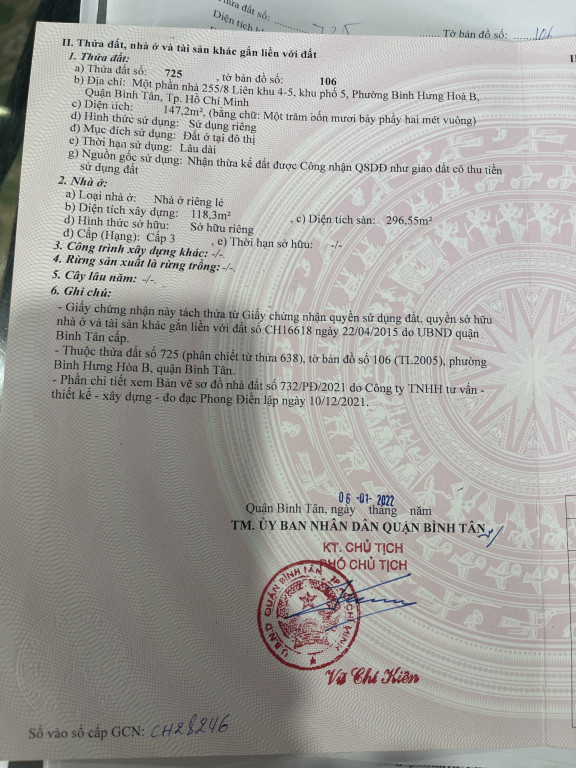 Thửa đất số:
725
Tờ bản đồ số:
106
II. Thửa đất, nhà ở và tài sản khác gắn liền với đất
1. Thửa đất:
a) Thửa đất số: 725 , tờ bản đồ số: 106
b) Địa chỉ: Một phần nhà 255/8 Liên khu 4-5, khu phố 5, Phường Bình Hưng Hoà B,
Quận Bình Tân, Tp. Hồ Chí Minh
c) Diện tích: 147,2m², (bằng chữ: Một trăm bốn mươi bảy phẩy hai mét vuông)
d) Hình thức sử dụng: Sử dụng riêng
đ) Mục đích sử dụng: Đất ở tại đô thị
e) Thời hạn sử dụng: Lâu dài
g) Nguồn gốc sử dụng: Nhận thừa kế đất được Công nhận QSDĐ như giao đất có thu tiền
sử dụng đất
2. Nhà ở:
a) Loại nhà ở: Nhà ở riêng lẻ
b) Diện tích xây dựng: 118,3m² , c) Diện tích sàn: 296,55m²
d) Hình thức sở hữu: Sở hữu riêng
đ) Cấp (Hạng): Cấp 3 , e) Thời hạn sở hữu: -/-
3. Công trình xây dựng khác: -/-.
4. Rừng sản xuất là rừng trồng: -/-.
5. Cây lâu năm: -/-.
6. Ghi chú:
- Giấy chứng nhận này tách thửa từ Giấy chứng nhận quyền sử dụng đất, quyền sở hữu
nhà ở và tài sản khác gắn liền với đất số CH16618 ngày 22/04/2015 do UBND quận
Bình Tân cấp.
- Thuộc thửa đất số 725 (phân chiết từ thửa 638), tờ bản đồ số 106 (TL2005), phường
Bình Hưng Hòa B, quận Bình Tân.
- Phần chi tiết xem Bản vẽ sơ đồ nhà đất số 732/PĐ/2021 do Công ty TNHH tư vấn -
thiết kế - xây dựng - đo đạc Phong Điền lập ngày 10/12/2021.
06 -01- 2022
Quận Bình Tân, ngày tháng năm
TM. ỦY BAN NHÂN DÂN QUẬN BÌNH TÂN
KT. CHỦ TỊCH
PHÓ CHỦ TỊCH
U.B.N.D QUẬN BÌNH TÂN T.P HỒ CHÍ MINH
Vũ Chí Kiên
Số vào sổ cấp GCN: CH28246